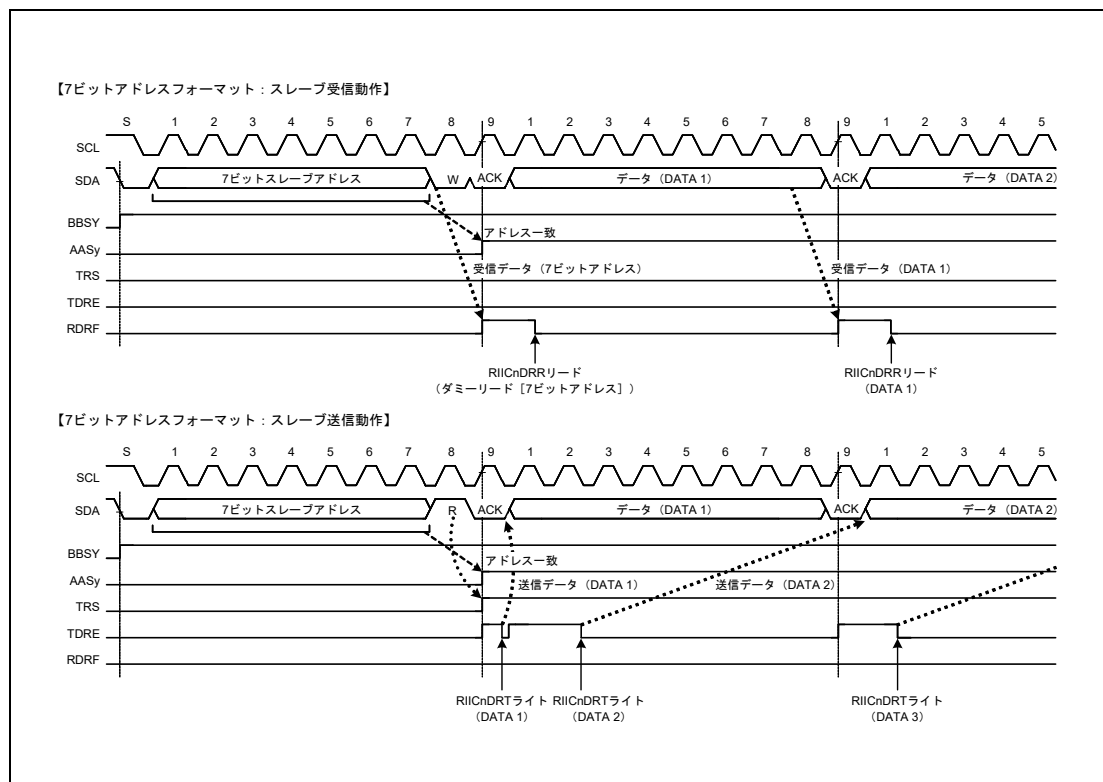 【7ビットアドレスフォーマット：スレーブ受信動作】
S 1 2 3 4 5 6 7 8 9 1 2 3 4 5 6 7 8 9 1 2 3 4 5
SCL
SDA 7ビットスレーブアドレス W ACK データ（DATA 1） ACK データ（DATA 2）
BBSY
アドレス一致
AASy
受信データ（7ビットアドレス） 受信データ（DATA 1）
TRS
TDRE
RDRF
RIICnDRRリード RIICnDRRリード
（ダミーリード［7ビットアドレス］） （DATA 1）
【7ビットアドレスフォーマット：スレーブ送信動作】
S 1 2 3 4 5 6 7 8 9 1 2 3 4 5 6 7 8 9 1 2 3 4 5
SCL
SDA 7ビットスレーブアドレス R ACK データ（DATA 1） ACK データ（DATA 2）
BBSY
アドレス一致
AASy
送信データ（DATA 1） 送信データ（DATA 2）
TRS
TDRE
RDRF
RIICnDRTライト RIICnDRTライト RIICnDRTライト
（DATA 1） （DATA 2） （DATA 3）